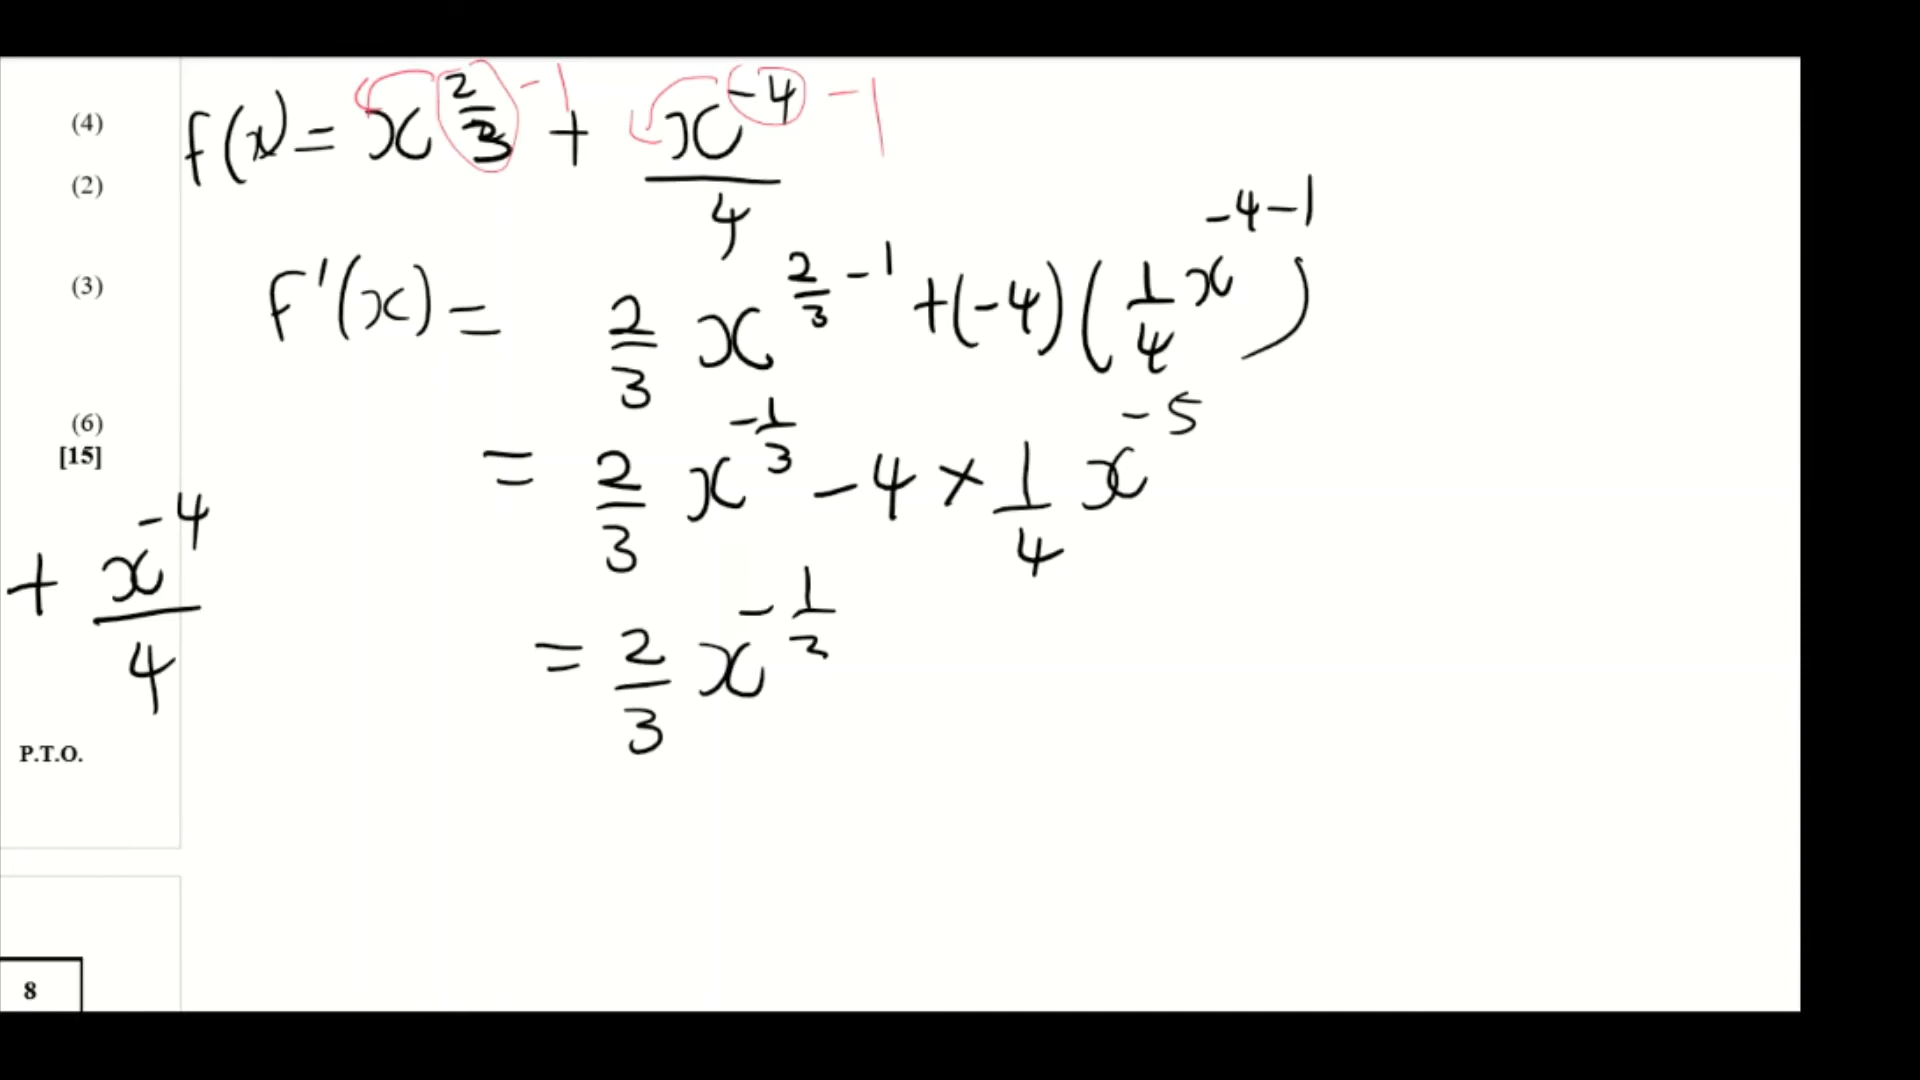 (4)
f(x) = x^{2/3} -1 + x^{-4}/4 -1
(2)
(3)
f'(x) = 2/3 x^{2/3 -1} +(-4)(1/4 x^{-4-1})
(6)
= 2/3 x^{-1/3} -4 × 1/4 x^{-5}
[15]
+ x^{-4}/4
= 2/3 x^{-1/2}
P.T.O.
8